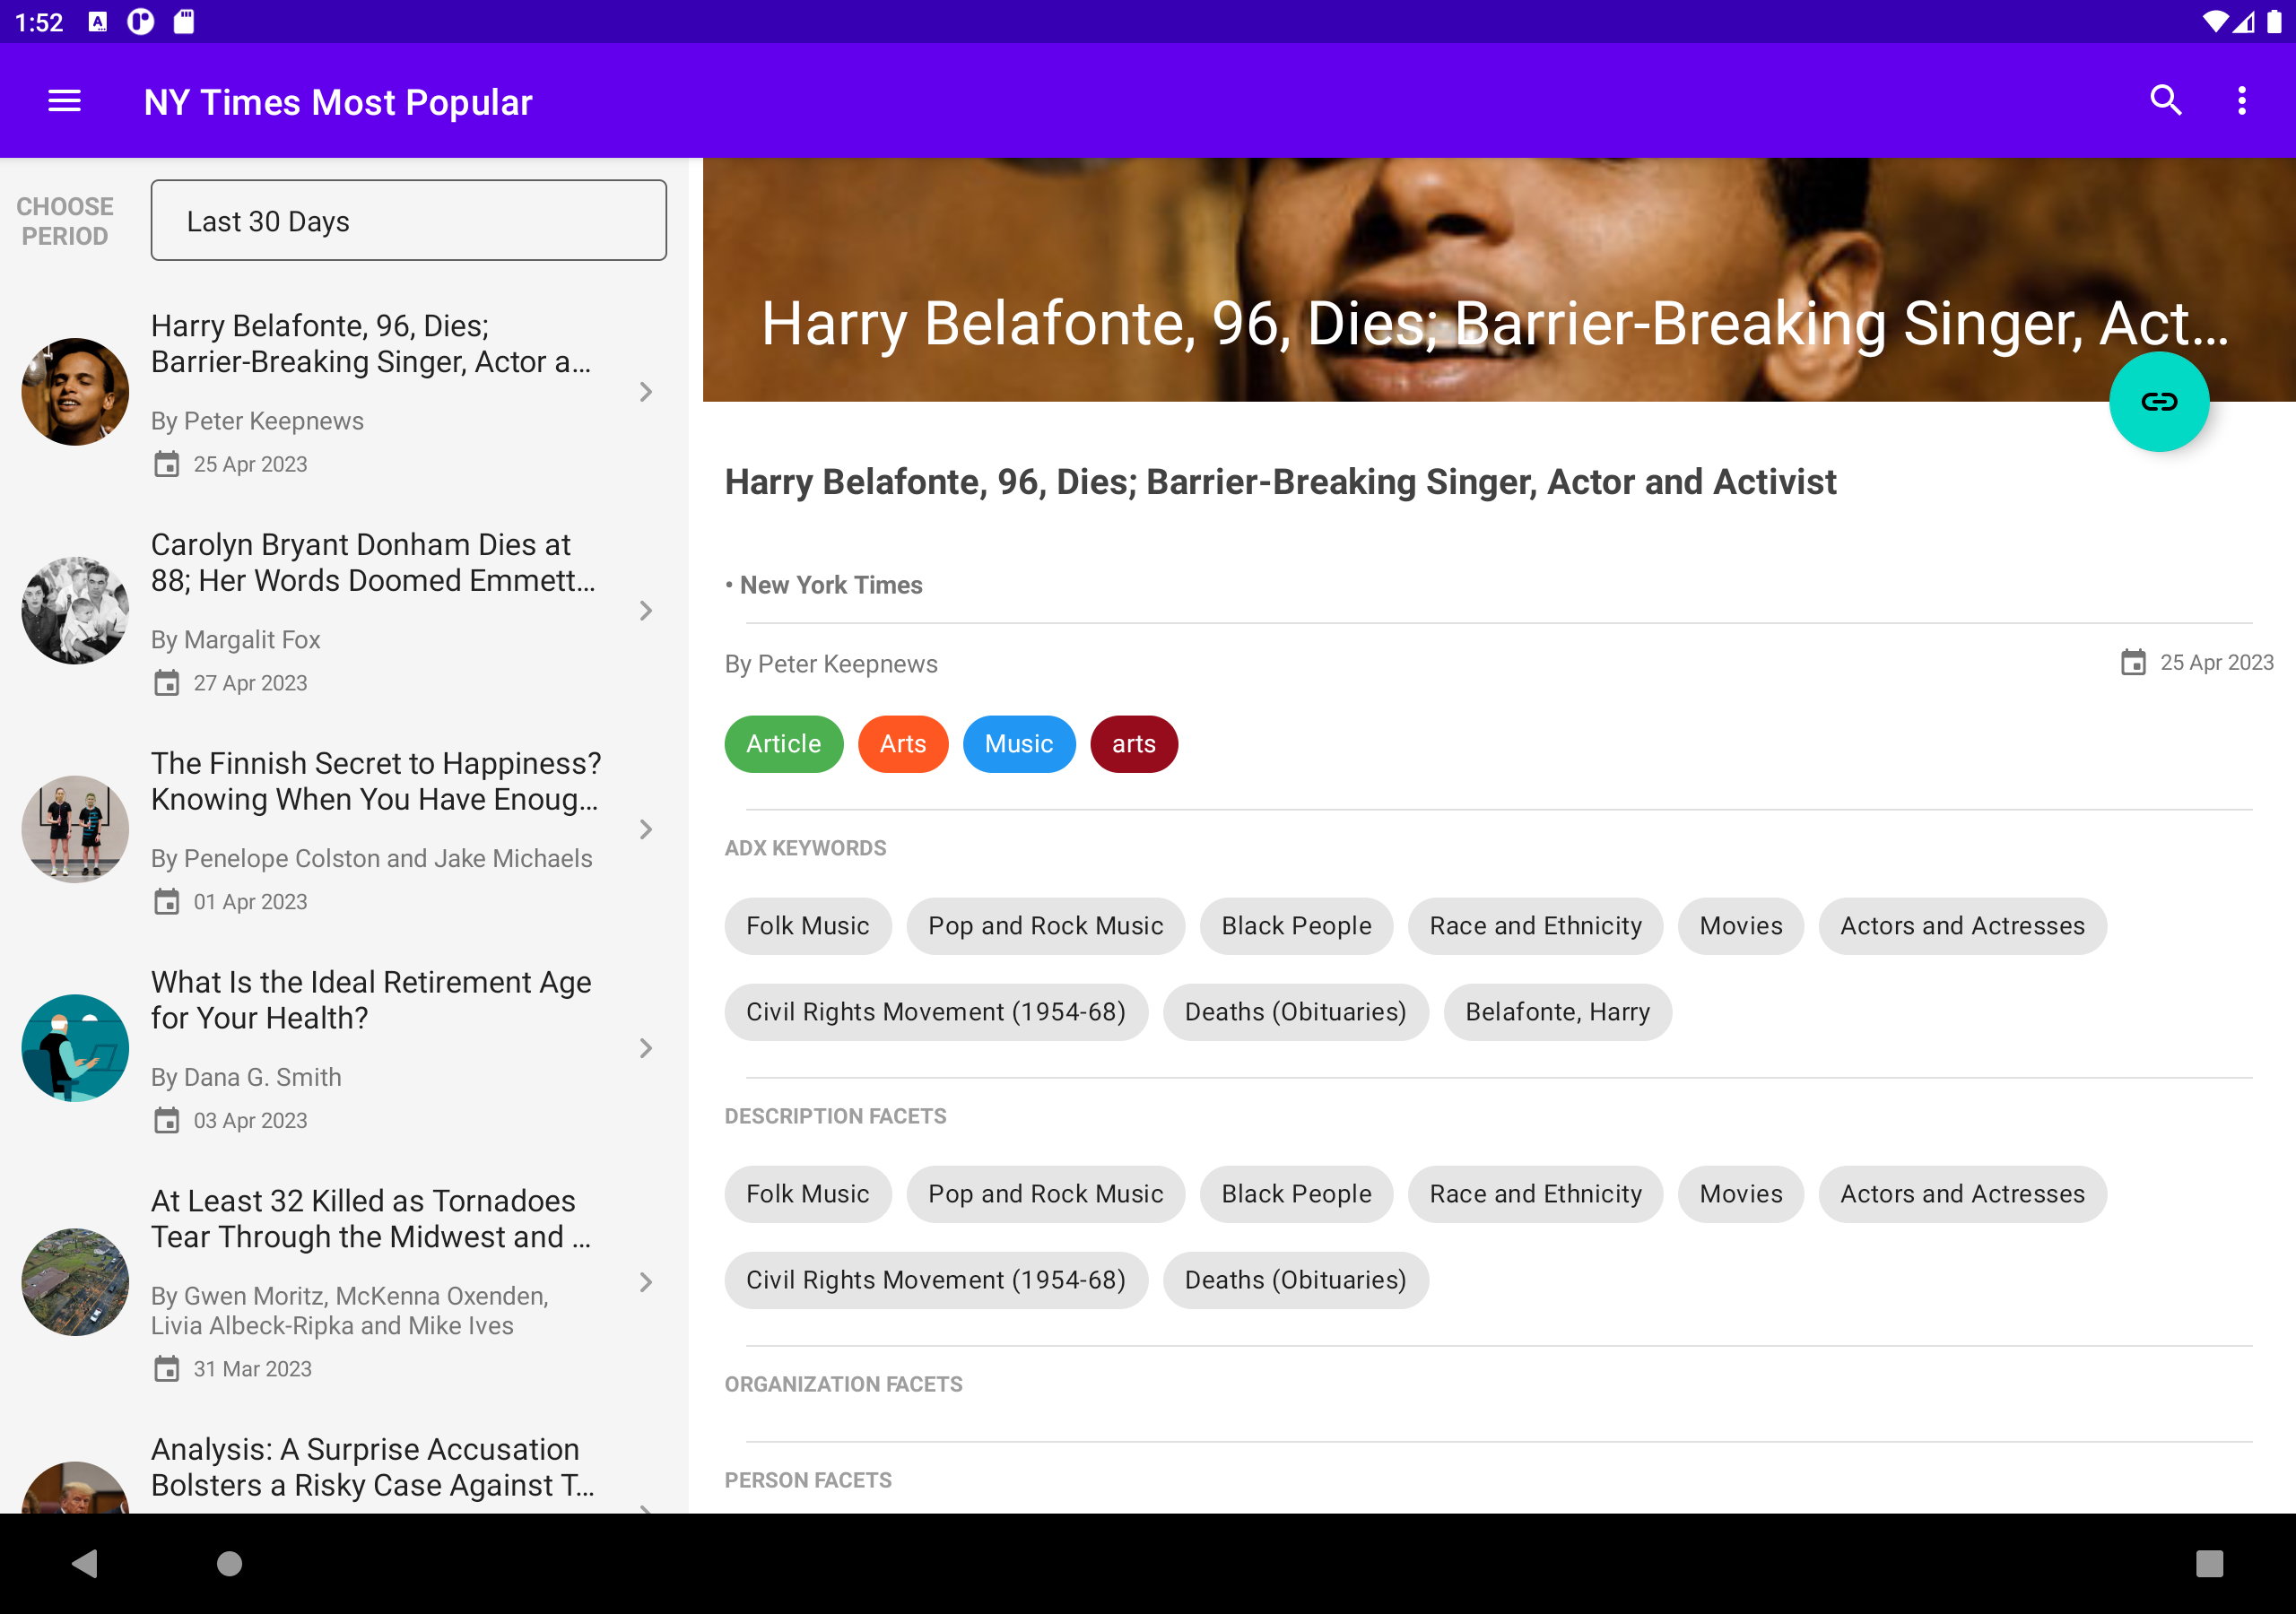 1:52
NY Times Most Popular
CHOOSE
PERIOD
Last 30 Days
Harry Belafonte, 96, Dies;
Barrier-Breaking Singer, Actor a...
By Peter Keepnews
25 Apr 2023
Carolyn Bryant Donham Dies at
88; Her Words Doomed Emmett...
By Margalit Fox
27 Apr 2023
The Finnish Secret to Happiness?
Knowing When You Have Enoug...
By Penelope Colston and Jake Michaels
01 Apr 2023
What Is the Ideal Retirement Age
for Your Health?
By Dana G. Smith
03 Apr 2023
At Least 32 Killed as Tornadoes
Tear Through the Midwest and ...
By Gwen Moritz, McKenna Oxenden,
Livia Albeck-Ripka and Mike Ives
31 Mar 2023
Analysis: A Surprise Accusation
Bolsters a Risky Case Against T...
Harry Belafonte, 96, Dies; Barrier-Breaking Singer, Act...
Harry Belafonte, 96, Dies; Barrier-Breaking Singer, Actor and Activist
• New York Times
By Peter Keepnews
25 Apr 2023
Article Arts Music arts
ADX KEYWORDS
Folk Music Pop and Rock Music Black People Race and Ethnicity Movies Actors and Actresses
Civil Rights Movement (1954-68) Deaths (Obituaries) Belafonte, Harry
DESCRIPTION FACETS
Folk Music Pop and Rock Music Black People Race and Ethnicity Movies Actors and Actresses
Civil Rights Movement (1954-68) Deaths (Obituaries)
ORGANIZATION FACETS
PERSON FACETS